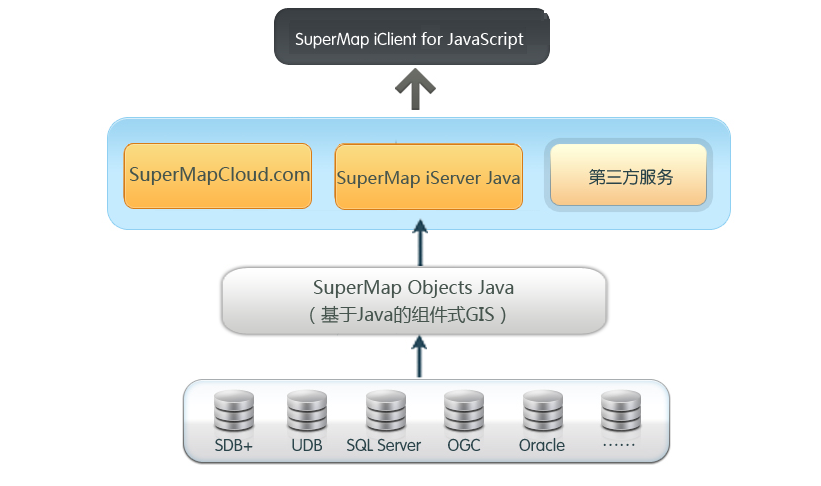 SuperMap iClient for JavaScript
SuperMapCloud.com
SuperMap iServer Java
第三方服务
SuperMap Objects Java
（基于Java的组件式GIS）
SDB+
UDB
SQL Server
OGC
Oracle
……